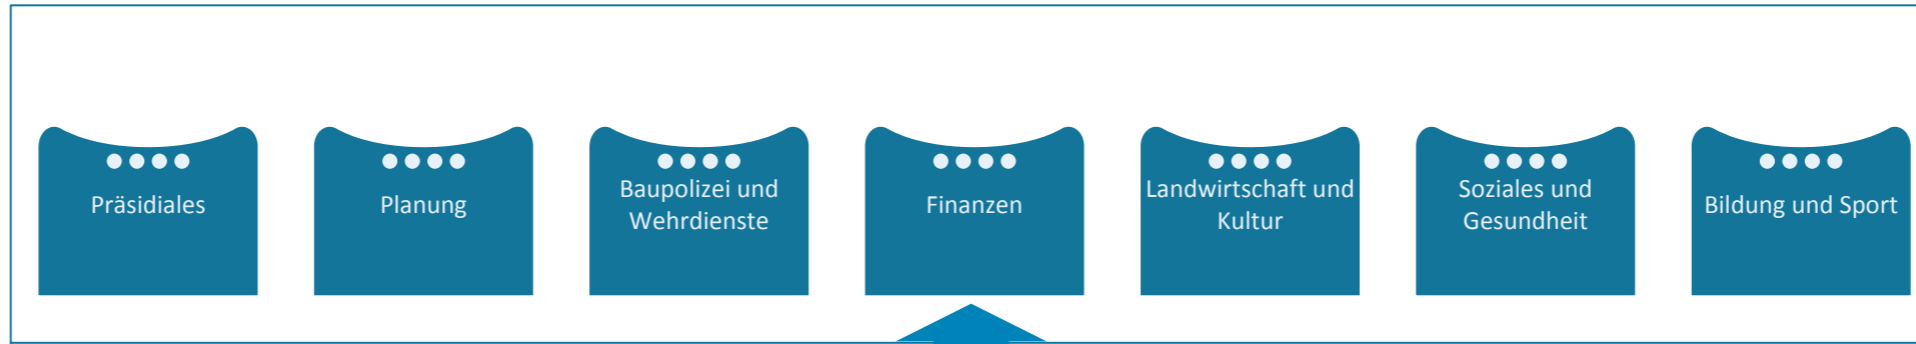 Präsidiales
Planung
Baupolizei und
Wehrdienste
Finanzen
Landwirtschaft und
Kultur
Soziales und
Gesundheit
Bildung und Sport